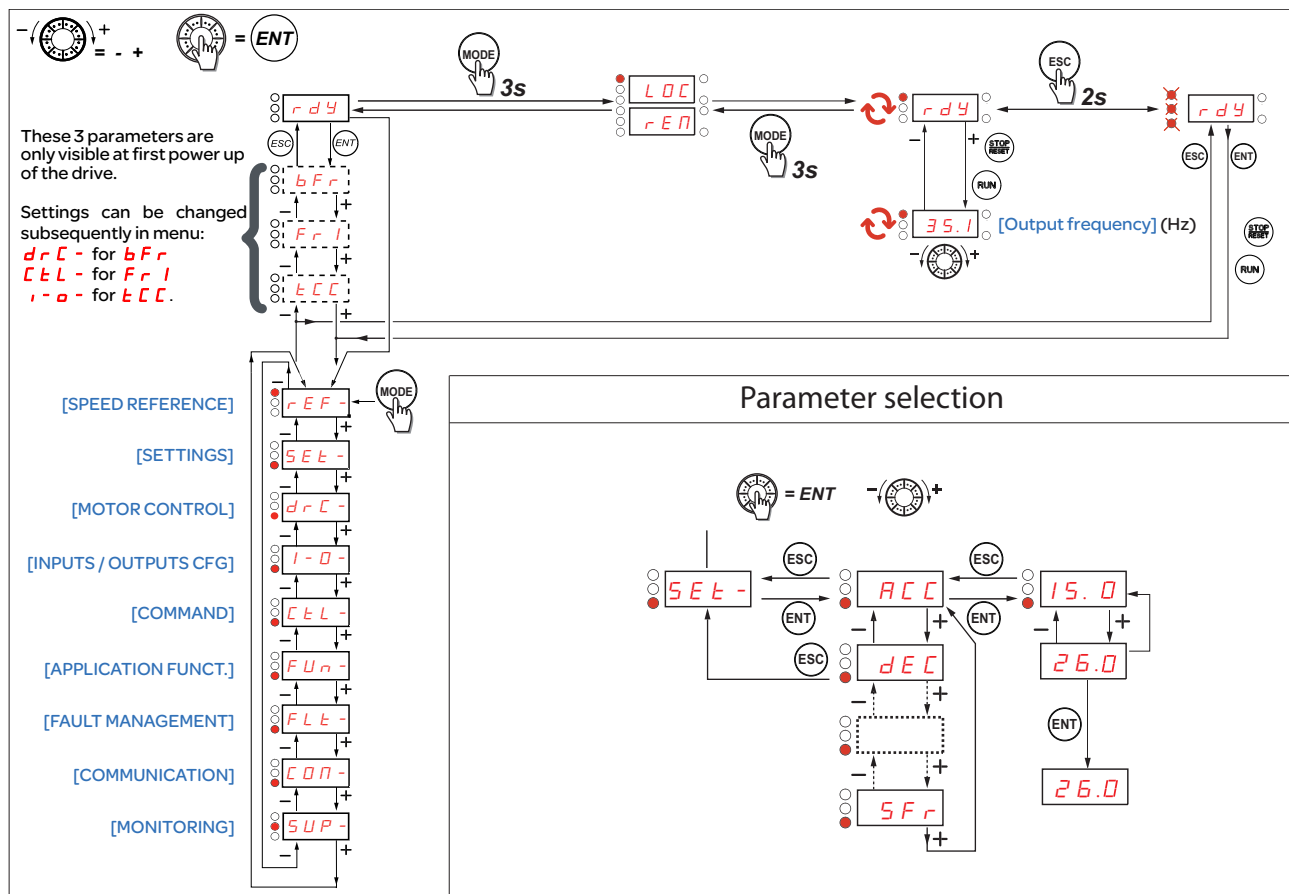 - + = - +
= ENT
MODE
3s
rdY
LOC
rEM
MODE
3s
rdY
ESC
2s
rdY
These 3 parameters are
only visible at first power up
of the drive.
Settings can be changed
subsequently in menu:
drC - for bFr
CtL - for Fr1
i-o - for tCC.
ESC ENT
bFr
- +
Fr1
- +
tCC
- +
- +
STOP
RESET
RUN
35.1
[Output frequency] (Hz)
- +
ESC ENT
STOP
RESET
RUN
[SPEED REFERENCE]
-
rEF-
MODE
- +
[SETTINGS]
SEt-
- +
[MOTOR CONTROL]
drC-
- +
[INPUTS / OUTPUTS CFG]
I-O-
- +
[COMMAND]
CtL-
- +
[APPLICATION FUNCT.]
FUn-
- +
[FAULT MANAGEMENT]
FLt-
- +
[COMMUNICATION]
COM-
- +
[MONITORING]
SUP-
- +
Parameter selection
= ENT - +
SEt-
ESC
ENT
ACC
ESC
ENT
15.0
- +
- +
ESC
dEC
26.0
- +
ENT
- +
26.0
SFr
+